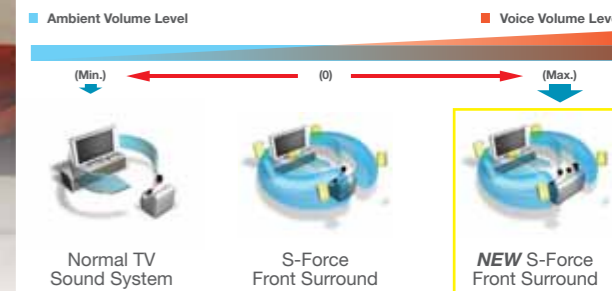 Ambient Volume Level
Voice Volume Leve
(Min.)
(0)
(Max.)
Normal TV
Sound System
S-Force
Front Surround
NEW S-Force
Front Surround